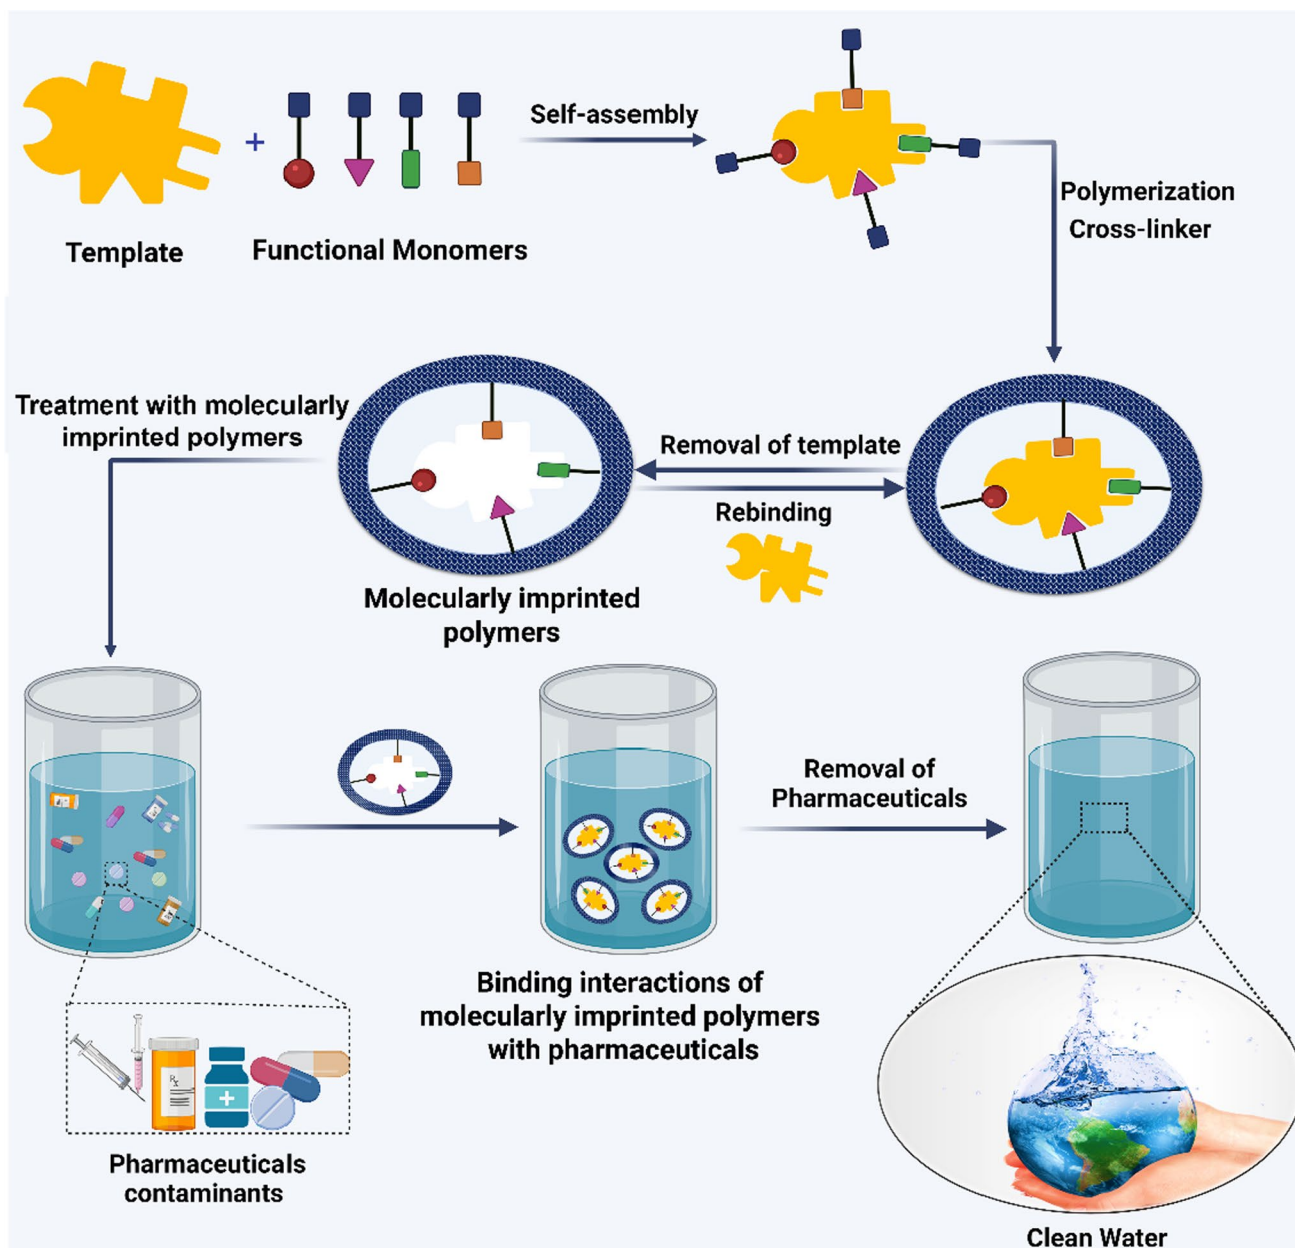 Self-assembly
+
Template
Functional Monomers
Polymerization
Cross-linker
Treatment with molecularly
imprinted polymers
Removal of template
Rebinding
Molecularly imprinted
polymers
Removal of
Pharmaceuticals
Binding interactions of
molecularly imprinted polymers
with pharmaceuticals
Rx
Pharmaceuticals
contaminants
Clean Water